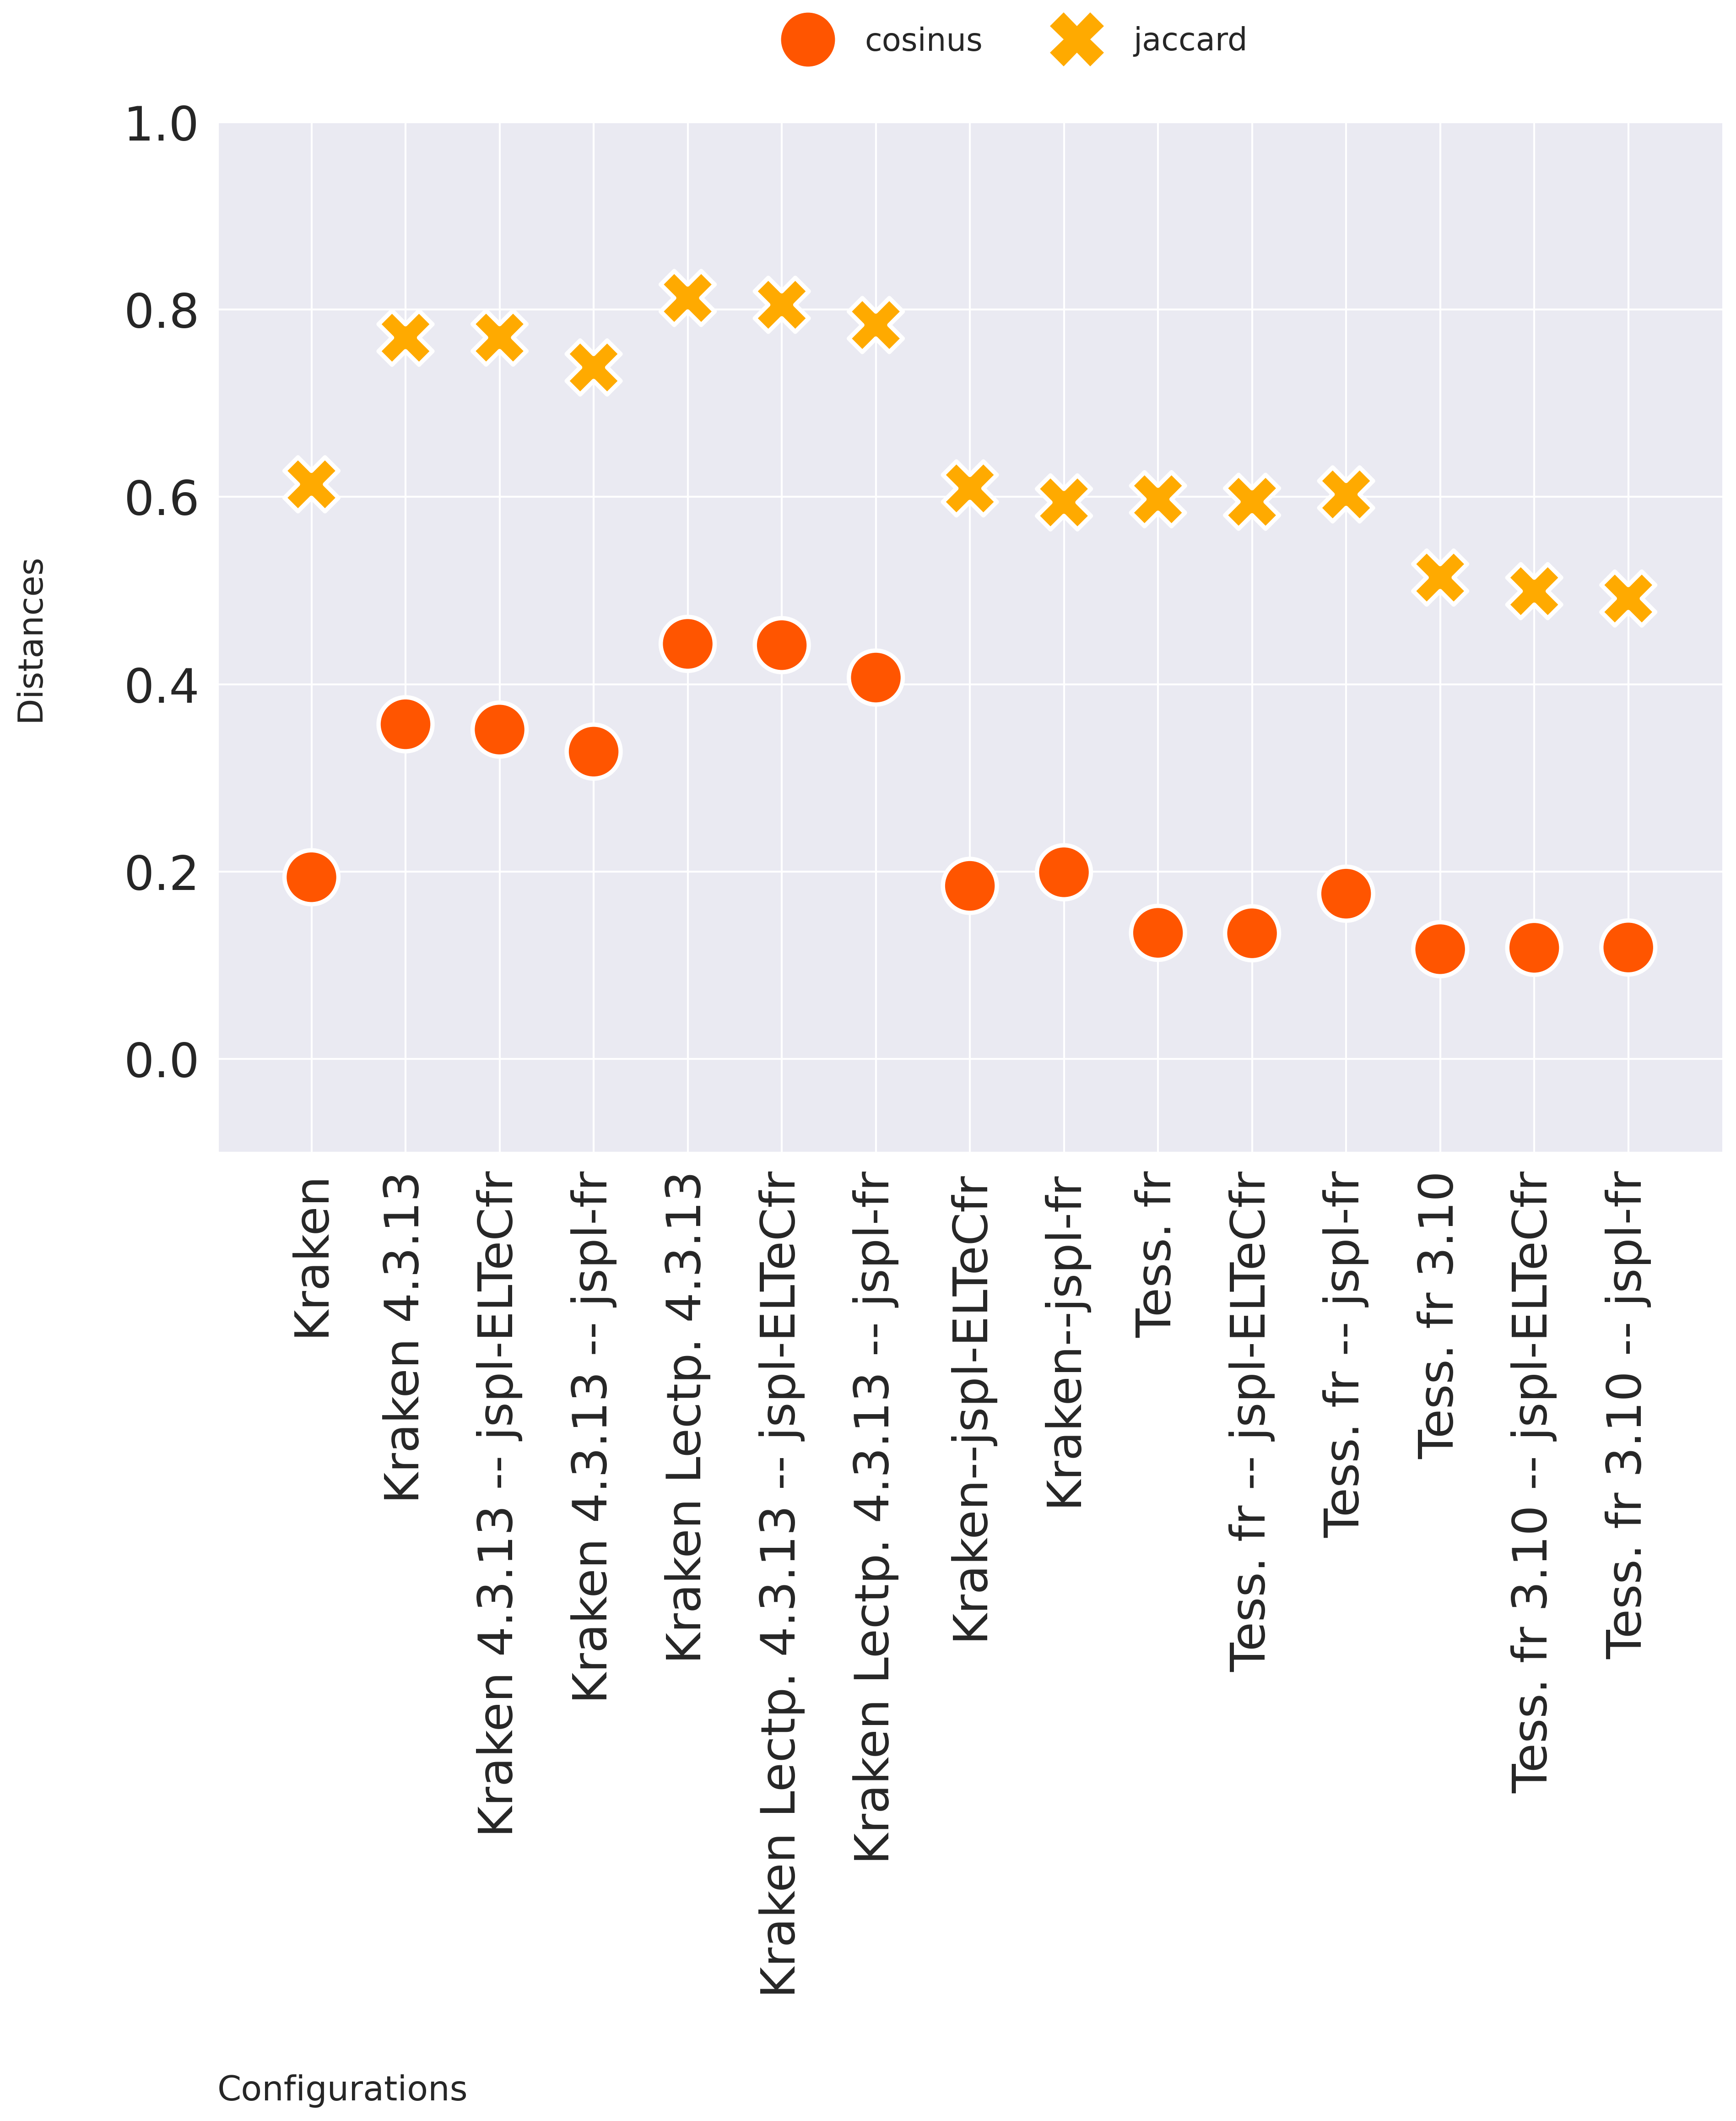 cosinus jaccard
1.0
0.8
0.6
0.4
0.2
0.0
Distances
Kraken
Kraken 4.3.13
Kraken 4.3.13 -- jspl-ELTeCfr
Kraken 4.3.13 -- jspl-fr
Kraken Lectp. 4.3.13
Kraken Lectp. 4.3.13 -- jspl-ELTeCfr
Kraken Lectp. 4.3.13 -- jspl-fr
Kraken--jspl-ELTeCfr
Kraken--jspl-fr
Tess. fr
Tess. fr -- jspl-ELTeCfr
Tess. fr -- jspl-fr
Tess. fr 3.10
Tess. fr 3.10 -- jspl-ELTeCfr
Tess. fr 3.10 -- jspl-fr
Configurations